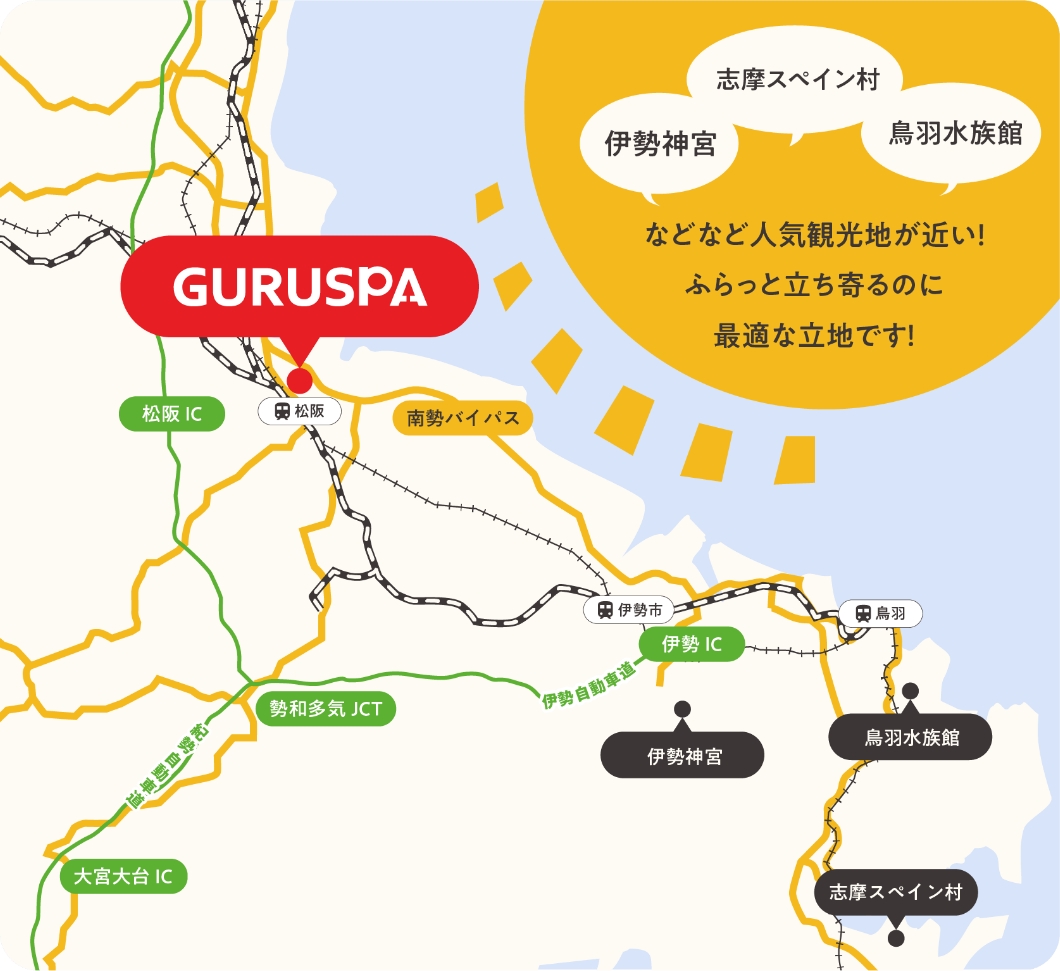 志摩スペイン村
伊勢神宮
鳥羽水族館
などなど人気観光地が近い!
ふらっと立ち寄るのに
最適な立地です!
GURUSPA
松阪 IC
松阪
南勢バイパス
伊勢市
鳥羽
伊勢 IC
伊勢自動車道
勢和多気 JCT
鳥羽水族館
伊勢神宮
紀勢自動車道
大宮大台 IC
志摩スペイン村